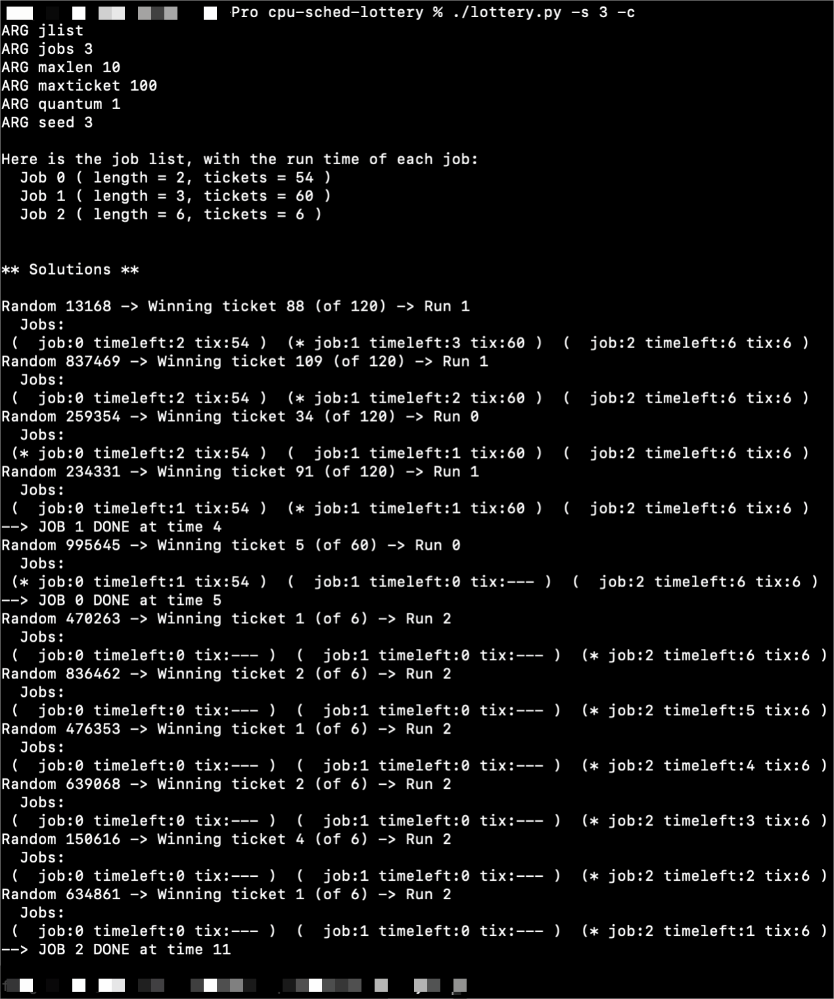 Pro cpu-sched-lottery % ./lottery.py -s 3 -c
ARG jlist
ARG jobs 3
ARG maxlen 10
ARG maxticket 100
ARG quantum 1
ARG seed 3
Here is the job list, with the run time of each job:
  Job 0 ( length = 2, tickets = 54 )
  Job 1 ( length = 3, tickets = 60 )
  Job 2 ( length = 6, tickets = 6 )
** Solutions **
Random 13168 -> Winning ticket 88 (of 120) -> Run 1
  Jobs:
 (  job:0 timeleft:2 tix:54 )  (* job:1 timeleft:3 tix:60 )  (  job:2 timeleft:6 tix:6 )
Random 837469 -> Winning ticket 109 (of 120) -> Run 1
  Jobs:
 (  job:0 timeleft:2 tix:54 )  (* job:1 timeleft:2 tix:60 )  (  job:2 timeleft:6 tix:6 )
Random 259354 -> Winning ticket 34 (of 120) -> Run 0
  Jobs:
 (* job:0 timeleft:2 tix:54 )  (  job:1 timeleft:1 tix:60 )  (  job:2 timeleft:6 tix:6 )
Random 234331 -> Winning ticket 91 (of 120) -> Run 1
  Jobs:
 (  job:0 timeleft:1 tix:54 )  (* job:1 timeleft:1 tix:60 )  (  job:2 timeleft:6 tix:6 )
--> JOB 1 DONE at time 4
Random 995645 -> Winning ticket 5 (of 60) -> Run 0
  Jobs:
 (* job:0 timeleft:1 tix:54 )  (  job:1 timeleft:0 tix:--- )  (  job:2 timeleft:6 tix:6 )
--> JOB 0 DONE at time 5
Random 470263 -> Winning ticket 1 (of 6) -> Run 2
  Jobs:
 (  job:0 timeleft:0 tix:--- )  (  job:1 timeleft:0 tix:--- )  (* job:2 timeleft:6 tix:6 )
Random 836462 -> Winning ticket 2 (of 6) -> Run 2
  Jobs:
 (  job:0 timeleft:0 tix:--- )  (  job:1 timeleft:0 tix:--- )  (* job:2 timeleft:5 tix:6 )
Random 476353 -> Winning ticket 1 (of 6) -> Run 2
  Jobs:
 (  job:0 timeleft:0 tix:--- )  (  job:1 timeleft:0 tix:--- )  (* job:2 timeleft:4 tix:6 )
Random 639068 -> Winning ticket 2 (of 6) -> Run 2
  Jobs:
 (  job:0 timeleft:0 tix:--- )  (  job:1 timeleft:0 tix:--- )  (* job:2 timeleft:3 tix:6 )
Random 150616 -> Winning ticket 4 (of 6) -> Run 2
  Jobs:
 (  job:0 timeleft:0 tix:--- )  (  job:1 timeleft:0 tix:--- )  (* job:2 timeleft:2 tix:6 )
Random 634861 -> Winning ticket 1 (of 6) -> Run 2
  Jobs:
 (  job:0 timeleft:0 tix:--- )  (  job:1 timeleft:0 tix:--- )  (* job:2 timeleft:1 tix:6 )
--> JOB 2 DONE at time 11